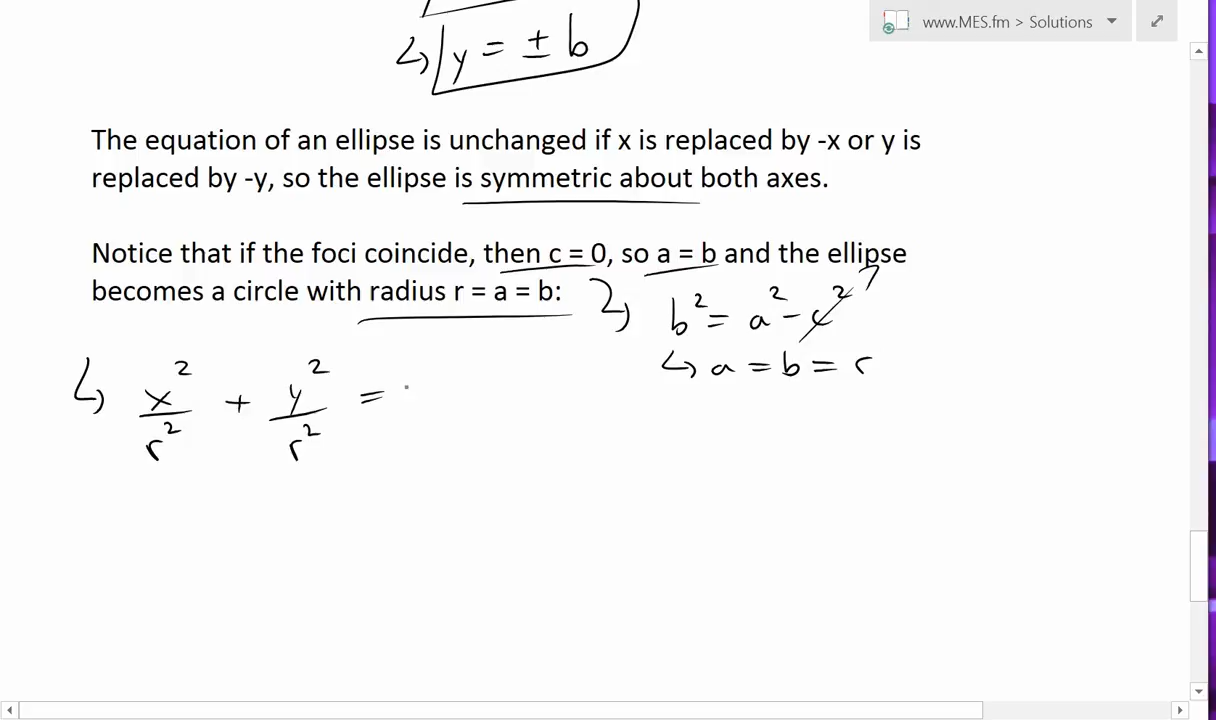 www.MES.fm > Solutions
↳ y = ± b
The equation of an ellipse is unchanged if x is replaced by -x or y is
replaced by -y, so the ellipse is symmetric about both axes.
Notice that if the foci coincide, then c = 0, so a = b and the ellipse
becomes a circle with radius r = a = b:
b² = a² - c²
↳ a = b = r
↳ x²/r² + y²/r² =